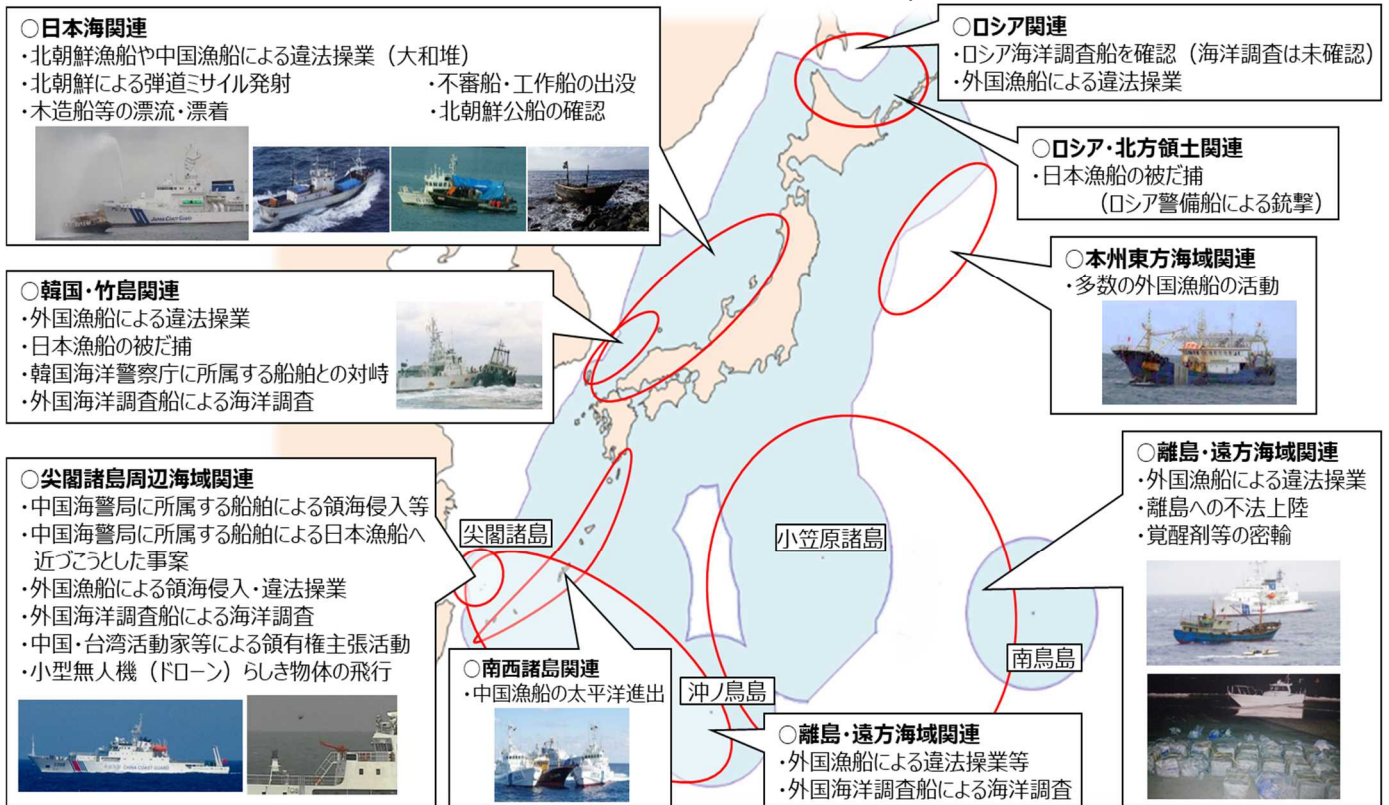 ○日本海関連
・北朝鮮漁船や中国漁船による違法操業（大和堆）
・北朝鮮による弾道ミサイル発射　・不審船・工作船の出没
・木造船等の漂流・漂着　・北朝鮮公船の確認
JAPAN COAST GUARD
○ロシア関連
・ロシア海洋調査船を確認（海洋調査は未確認）
・外国漁船による違法操業
○ロシア・北方領土関連
・日本漁船の被だ捕
（ロシア警備船による銃撃）
○韓国・竹島関連
・外国漁船による違法操業
・日本漁船の被だ捕
・韓国海洋警察庁に所属する船舶との対峙
・外国海洋調査船による海洋調査
○本州東方海域関連
・多数の外国漁船の活動
○尖閣諸島周辺海域関連
・中国海警局に所属する船舶による領海侵入等
・中国海警局に所属する船舶による日本漁船へ
近づこうとした事案
・外国漁船による領海侵入・違法操業
・外国海洋調査船による海洋調査
・中国・台湾活動家等による領有権主張活動
・小型無人機（ドローン）らしき物体の飛行
CHINA COAST GUARD
尖閣諸島
小笠原諸島
○離島・遠方海域関連
・外国漁船による違法操業
・離島への不法上陸
・覚醒剤等の密輸
南鳥島
○南西諸島関連
・中国漁船の太平洋進出
沖ノ鳥島
○離島・遠方海域関連
・外国漁船による違法操業等
・外国海洋調査船による海洋調査